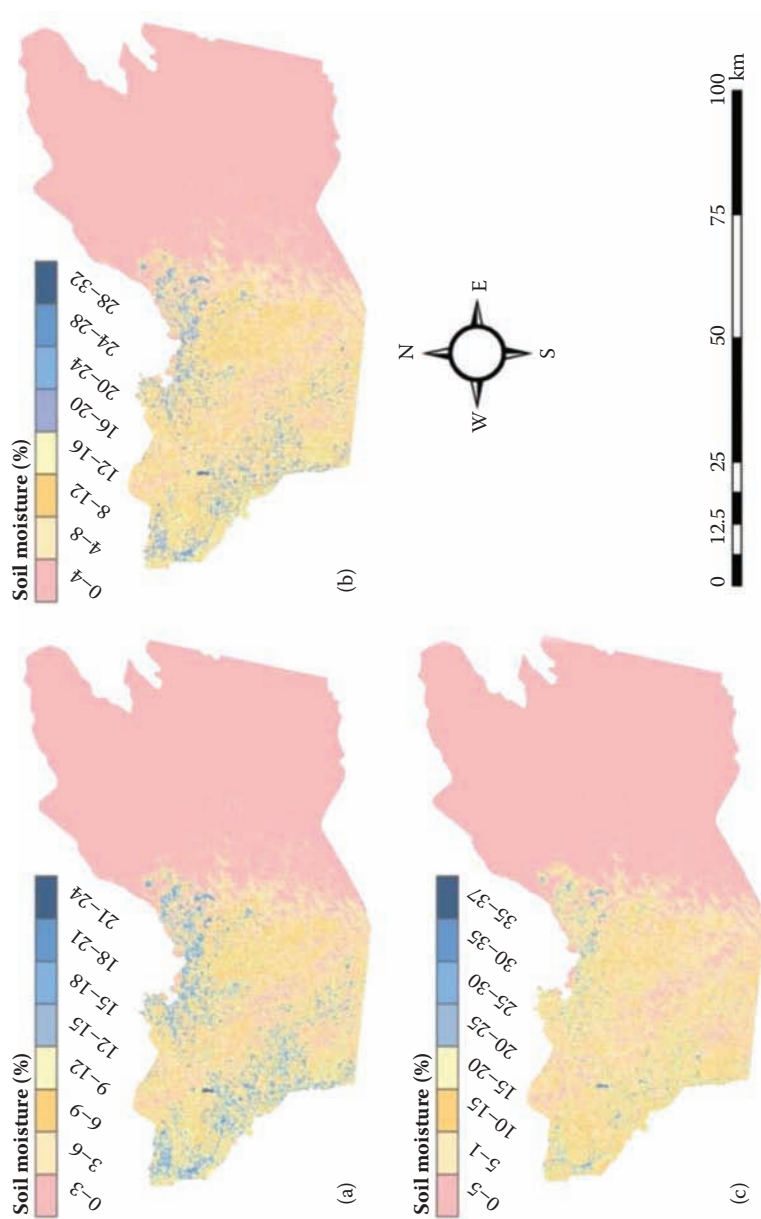 Soil moisture (%)
0–3 3–6 6–9 9–12 12–15 15–18 18–21 21–24
(a)
Soil moisture (%)
0–4 4–8 8–12 12–16 16–20 20–24 24–28 28–32
(b)
Soil moisture (%)
0–5 5–1 10–15 15–20 20–25 25–30 30–35 35–37
(c)
N
W E
S
0 12.5 25 50 75 100
km